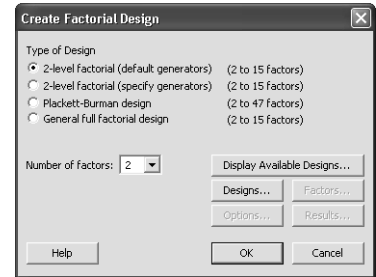 Create Factorial Design
Type of Design
2-level factorial (default generators) (2 to 15 factors)
2-level factorial (specify generators) (2 to 15 factors)
Plackett-Burman design (2 to 47 factors)
General full factorial design (2 to 15 factors)
Number of factors: 2 Display Available Designs...
Designs... Factors...
Options... Results...
Help OK Cancel